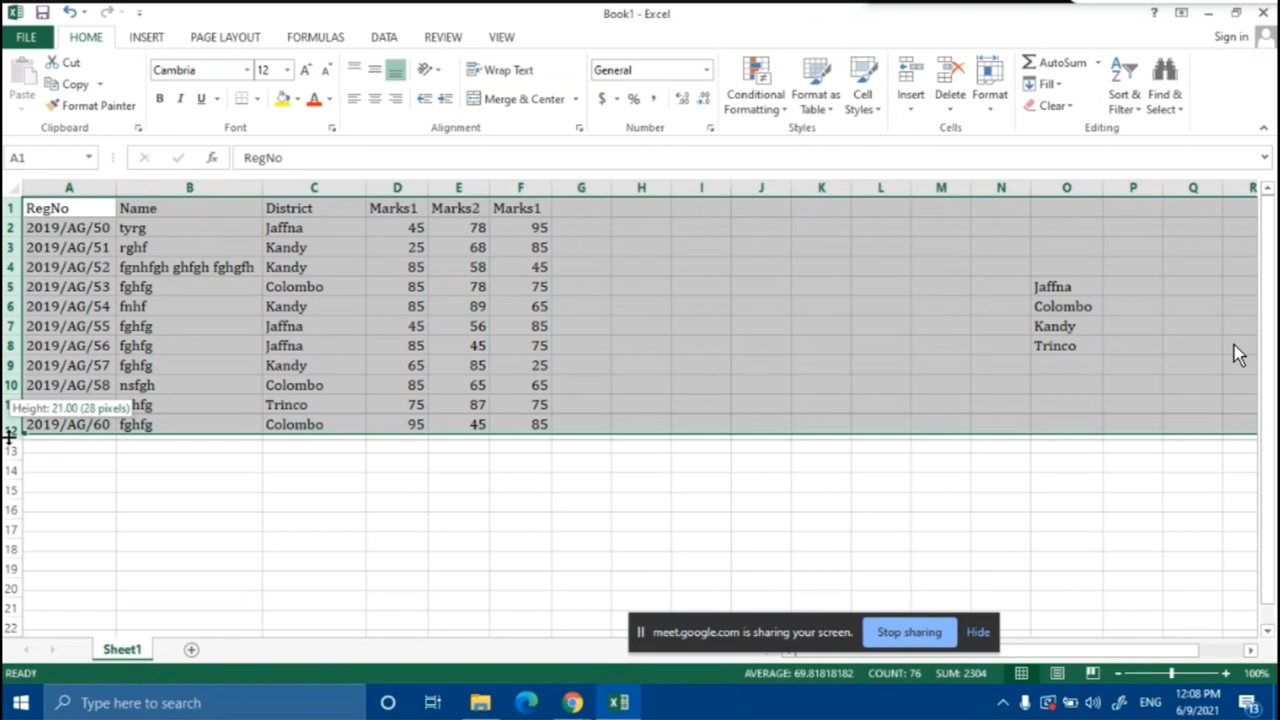 Book1 - Excel
?
FILE HOME INSERT PAGE LAYOUT FORMULAS DATA REVIEW VIEW Sign in
Paste
Cut
Copy
Format Painter
Clipboard
Cambria 12
B I U A
Font
Wrap Text
Merge & Center
Alignment
General
$ % ,
Number
Conditional Formatting
Format as Table
Cell Styles
Styles
Insert Delete Format
Cells
AutoSum
Fill
Clear
Sort & Filter
Find & Select
Editing
A1 fx RegNo
A B C D E F G H I J K L M N O P Q R
1 RegNo Name District Marks1 Marks2 Marks1
2 2019/AG/50 tyrg Jaffna 45 78 95
3 2019/AG/51 rghf Kandy 25 68 85
4 2019/AG/52 fgnhfgh ghfgh fghgfh Kandy 85 58 45
5 2019/AG/53 fghfg Colombo 85 78 75 Jaffna
6 2019/AG/54 fnhf Kandy 85 89 65 Colombo
7 2019/AG/55 fghfg Jaffna 45 56 85 Kandy
8 2019/AG/56 fghfg Jaffna 85 45 75 Trinco
9 2019/AG/57 fghfg Kandy 65 85 25
10 2019/AG/58 nsfgh Colombo 85 65 65
Height: 21.00 (28 pixels) hfg Trinco 75 87 75
12 2019/AG/60 fghfg Colombo 95 45 85
13
14
15
16
17
18
19
20
21
22
meet.google.com is sharing your screen. Stop sharing Hide
Sheet1
READY AVERAGE: 69.81818182 COUNT: 76 SUM: 2304 100%
Type here to search
ENG
12:08 PM
6/9/2021
13